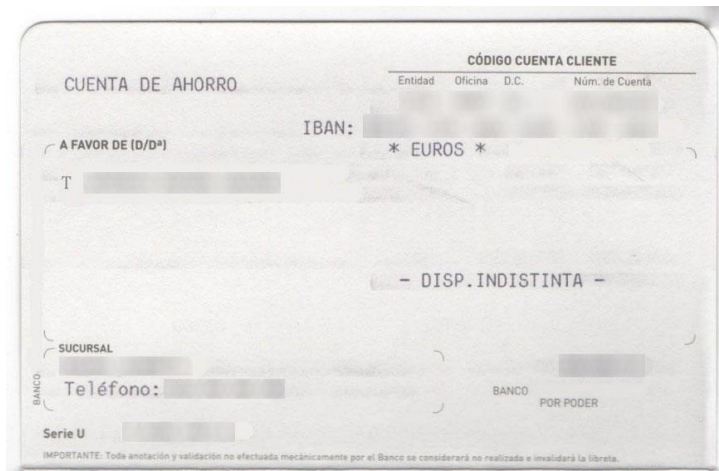 CÓDIGO CUENTA CLIENTE
Entidad Oficina D.C. Núm. de Cuenta
CUENTA DE AHORRO
IBAN:
A FAVOR DE (D/Dª)
* EUROS *
T
- DISP.INDISTINTA -
SUCURSAL
Teléfono:
BANCO
BANCO
POR PODER
Serie U
IMPORTANTE: Toda anotación y validación no efectuada mecánicamente por el Banco se considerará no realizada e invalidará la libreta.